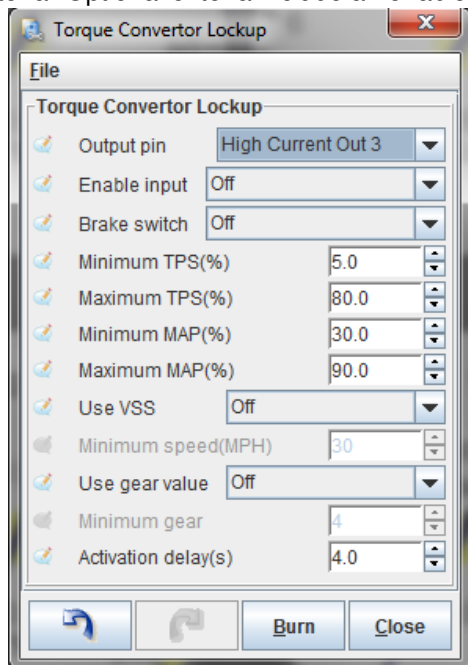 Torque Convertor Lockup
File
Torque Convertor Lockup
Output pin High Current Out 3
Enable input Off
Brake switch Off
Minimum TPS(%) 5.0
Maximum TPS(%) 80.0
Minimum MAP(%) 30.0
Maximum MAP(%) 90.0
Use VSS Off
Minimum speed(MPH) 30
Use gear value Off
Minimum gear 4
Activation delay(s) 4.0
Burn Close